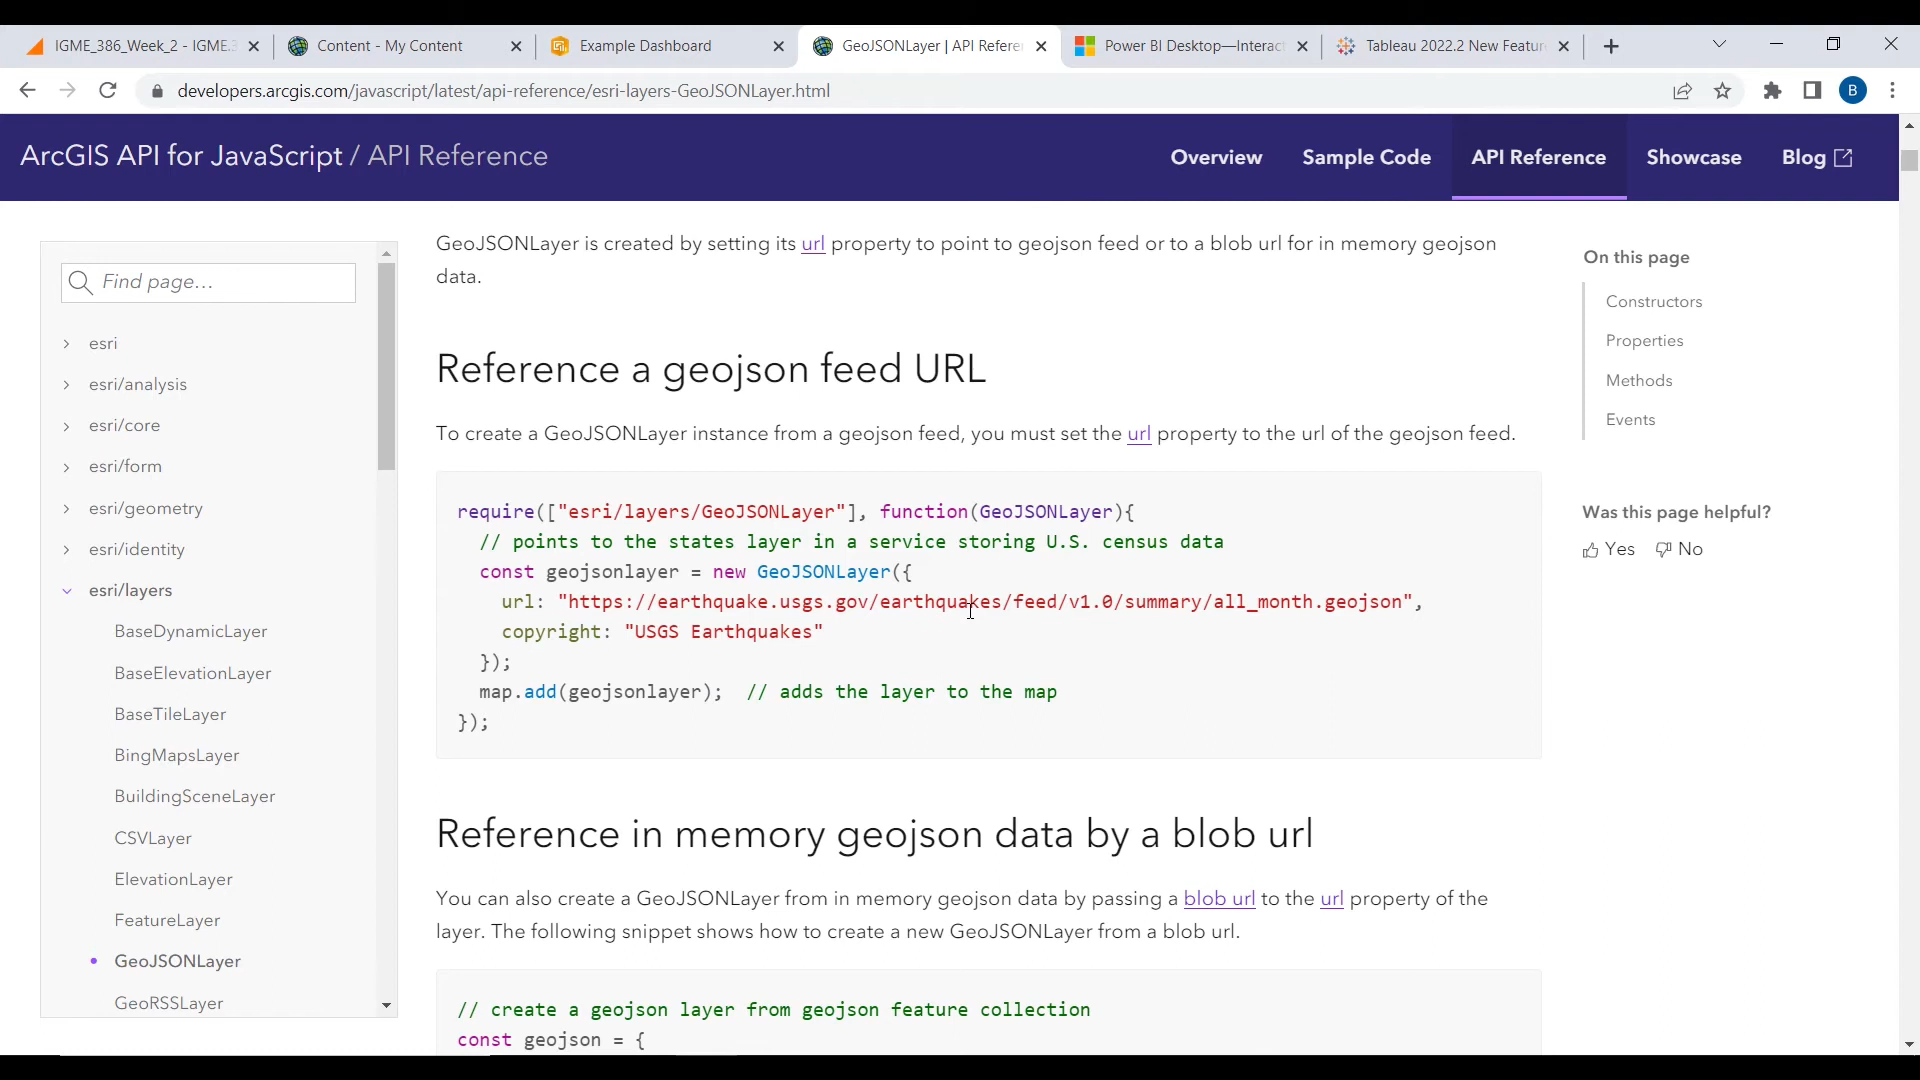 IGME_386_Week_2 - IGME.3
Content - My Content
Example Dashboard
GeoJSONLayer | API Refere
Power BI Desktop—Interact
Tableau 2022.2 New Featur
developers.arcgis.com/javascript/latest/api-reference/esri-layers-GeoJSONLayer.html
B
ArcGIS API for JavaScript / API Reference
Overview
Sample Code
API Reference
Showcase
Blog
Find page...
esri
esri/analysis
esri/core
esri/form
esri/geometry
esri/identity
esri/layers
BaseDynamicLayer
BaseElevationLayer
BaseTileLayer
BingMapsLayer
BuildingSceneLayer
CSVLayer
ElevationLayer
FeatureLayer
GeoJSONLayer
GeoRSSLayer
GeoJSONLayer is created by setting its url property to point to geojson feed or to a blob url for in memory geojson
data.
Reference a geojson feed URL
To create a GeoJSONLayer instance from a geojson feed, you must set the url property to the url of the geojson feed.
require(["esri/layers/GeoJSONLayer"], function(GeoJSONLayer){
// points to the states layer in a service storing U.S. census data
const geojsonlayer = new GeoJSONLayer({
url: "https://earthquake.usgs.gov/earthquakes/feed/v1.0/summary/all_month.geojson",
copyright: "USGS Earthquakes"
});
map.add(geojsonlayer);  // adds the layer to the map
});
Reference in memory geojson data by a blob url
You can also create a GeoJSONLayer from in memory geojson data by passing a blob url to the url property of the
layer. The following snippet shows how to create a new GeoJSONLayer from a blob url.
// create a geojson layer from geojson feature collection
const geojson = {
On this page
Constructors
Properties
Methods
Events
Was this page helpful?
Yes
No